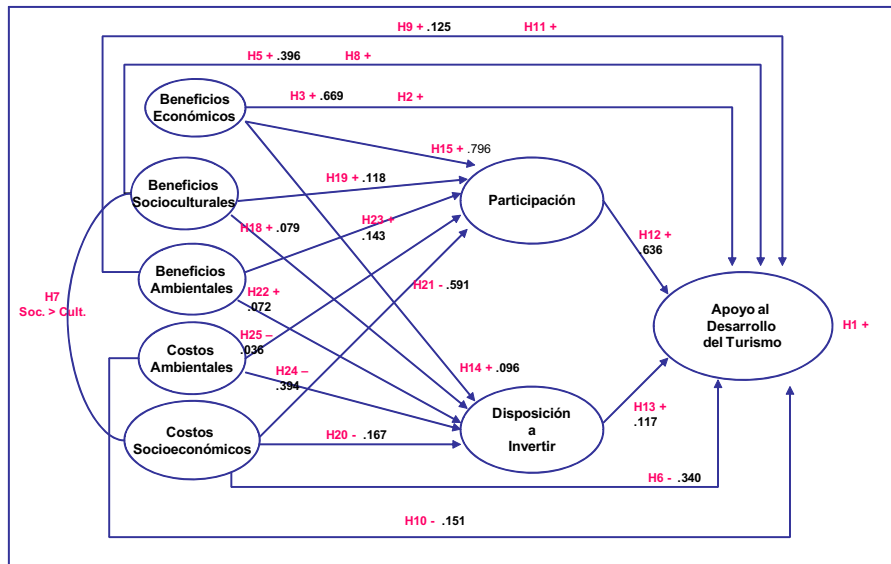 H9 + .125 H11 +
H5 + .396 H8 +
H3 + .669 H2 +
Beneficios
Económicos
H15 + .796
Beneficios
Socioculturales
H19 + .118
Participación
H18 + .079
H23 +
.143
H12 +
.636
Beneficios
Ambientales
H21 - .591
H7
Soc. > Cult.
H22 +
.072
Apoyo al
Desarrollo
del Turismo
H1 +
Costos
Ambientales
H25 –
.036
H24 –
.394
H14 + .096
Disposición
a
Invertir
H13 +
.117
Costos
Socioeconómicos
H20 - .167
H6 - .340
H10 - .151